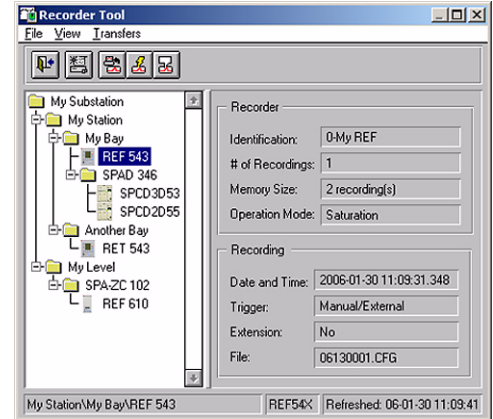 Recorder Tool
File View Transfers
My Substation
My Station
My Bay
REF 543
SPAD 346
SPCD3D53
SPCD2D55
Another Bay
RET 543
My Level
SPA-ZC 102
REF 610
Recorder
Identification: 0-My REF
# of Recordings: 1
Memory Size: 2 recording(s)
Operation Mode: Saturation
Recording
Date and Time: 2006-01-30 11:09:31.348
Trigger: Manual/External
Extension: No
File: 06130001.CFG
My Station\My Bay\REF 543 REF54X Refreshed: 06-01-30 11:09:41